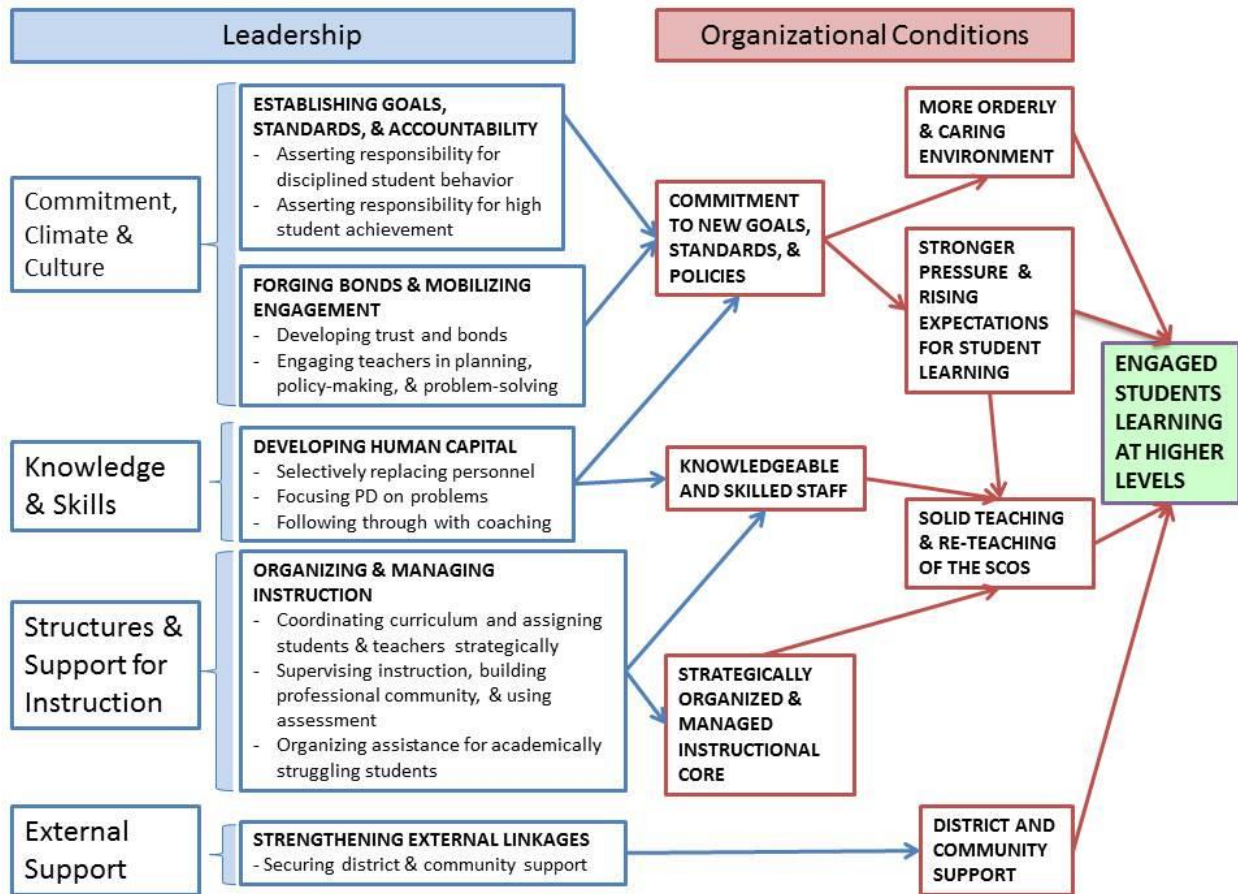 Leadership
Organizational Conditions
Commitment,
Climate &
Culture
ESTABLISHING GOALS,
STANDARDS, & ACCOUNTABILITY
- Asserting responsibility for
disciplined student behavior
- Asserting responsibility for high
student achievement
FORGING BONDS & MOBILIZING
ENGAGEMENT
- Developing trust and bonds
- Engaging teachers in planning,
policy-making, & problem-solving
Knowledge
& Skills
DEVELOPING HUMAN CAPITAL
- Selectively replacing personnel
- Focusing PD on problems
- Following through with coaching
Structures &
Support for
Instruction
ORGANIZING & MANAGING
INSTRUCTION
- Coordinating curriculum and assigning
students & teachers strategically
- Supervising instruction, building
professional community, & using
assessment
- Organizing assistance for academically
struggling students
External
Support
STRENGTHENING EXTERNAL LINKAGES
- Securing district & community support
COMMITMENT
TO NEW GOALS,
STANDARDS, &
POLICIES
KNOWLEDGEABLE
AND SKILLED STAFF
STRATEGICALLY
ORGANIZED &
MANAGED
INSTRUCTIONAL
CORE
MORE ORDERLY
& CARING
ENVIRONMENT
STRONGER
PRESSURE & 
RISING
EXPECTATIONS
FOR STUDENT
LEARNING
SOLID TEACHING
& RE-TEACHING
OF THE SCOS
DISTRICT AND
COMMUNITY
SUPPORT
ENGAGED
STUDENTS
LEARNING
AT HIGHER
LEVELS